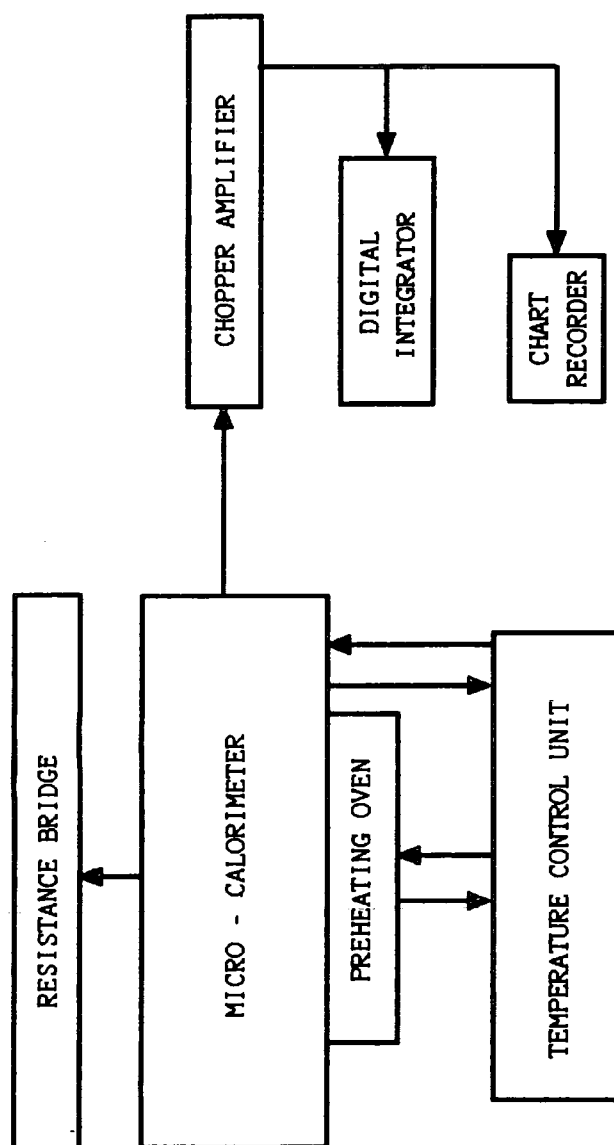 RESISTANCE BRIDGE
MICRO - CALORIMETER
PREHEATING OVEN
TEMPERATURE CONTROL UNIT
CHOPPER AMPLIFIER
DIGITAL
INTEGRATOR
CHART
RECORDER